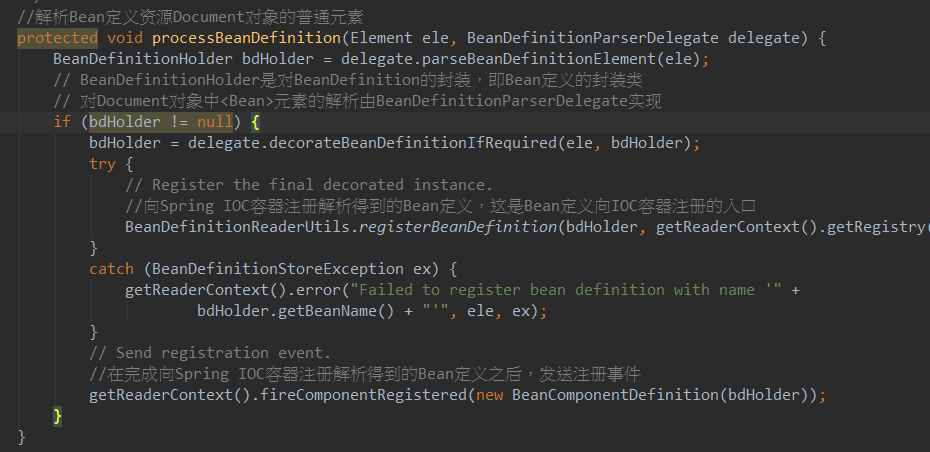 //解析Bean定义资源Document对象的普通元素
protected void processBeanDefinition(Element ele, BeanDefinitionParserDelegate delegate) {
    BeanDefinitionHolder bdHolder = delegate.parseBeanDefinitionElement(ele);
    // BeanDefinitionHolder是对BeanDefinition的封装，即Bean定义的封装类
    // 对Document对象中<Bean>元素的解析由BeanDefinitionParserDelegate实现
    if (bdHolder != null) {
        bdHolder = delegate.decorateBeanDefinitionIfRequired(ele, bdHolder);
        try {
            // Register the final decorated instance.
            //向Spring IOC容器注册解析得到的Bean定义，这是Bean定义向IOC容器注册的入口
            BeanDefinitionReaderUtils.registerBeanDefinition(bdHolder, getReaderContext().getRegistry(
        }
        catch (BeanDefinitionStoreException ex) {
            getReaderContext().error("Failed to register bean definition with name '" +
                    bdHolder.getBeanName() + "'", ele, ex);
        }
        // Send registration event.
        //在完成向Spring IOC容器注册解析得到的Bean定义之后，发送注册事件
        getReaderContext().fireComponentRegistered(new BeanComponentDefinition(bdHolder));
    }
}